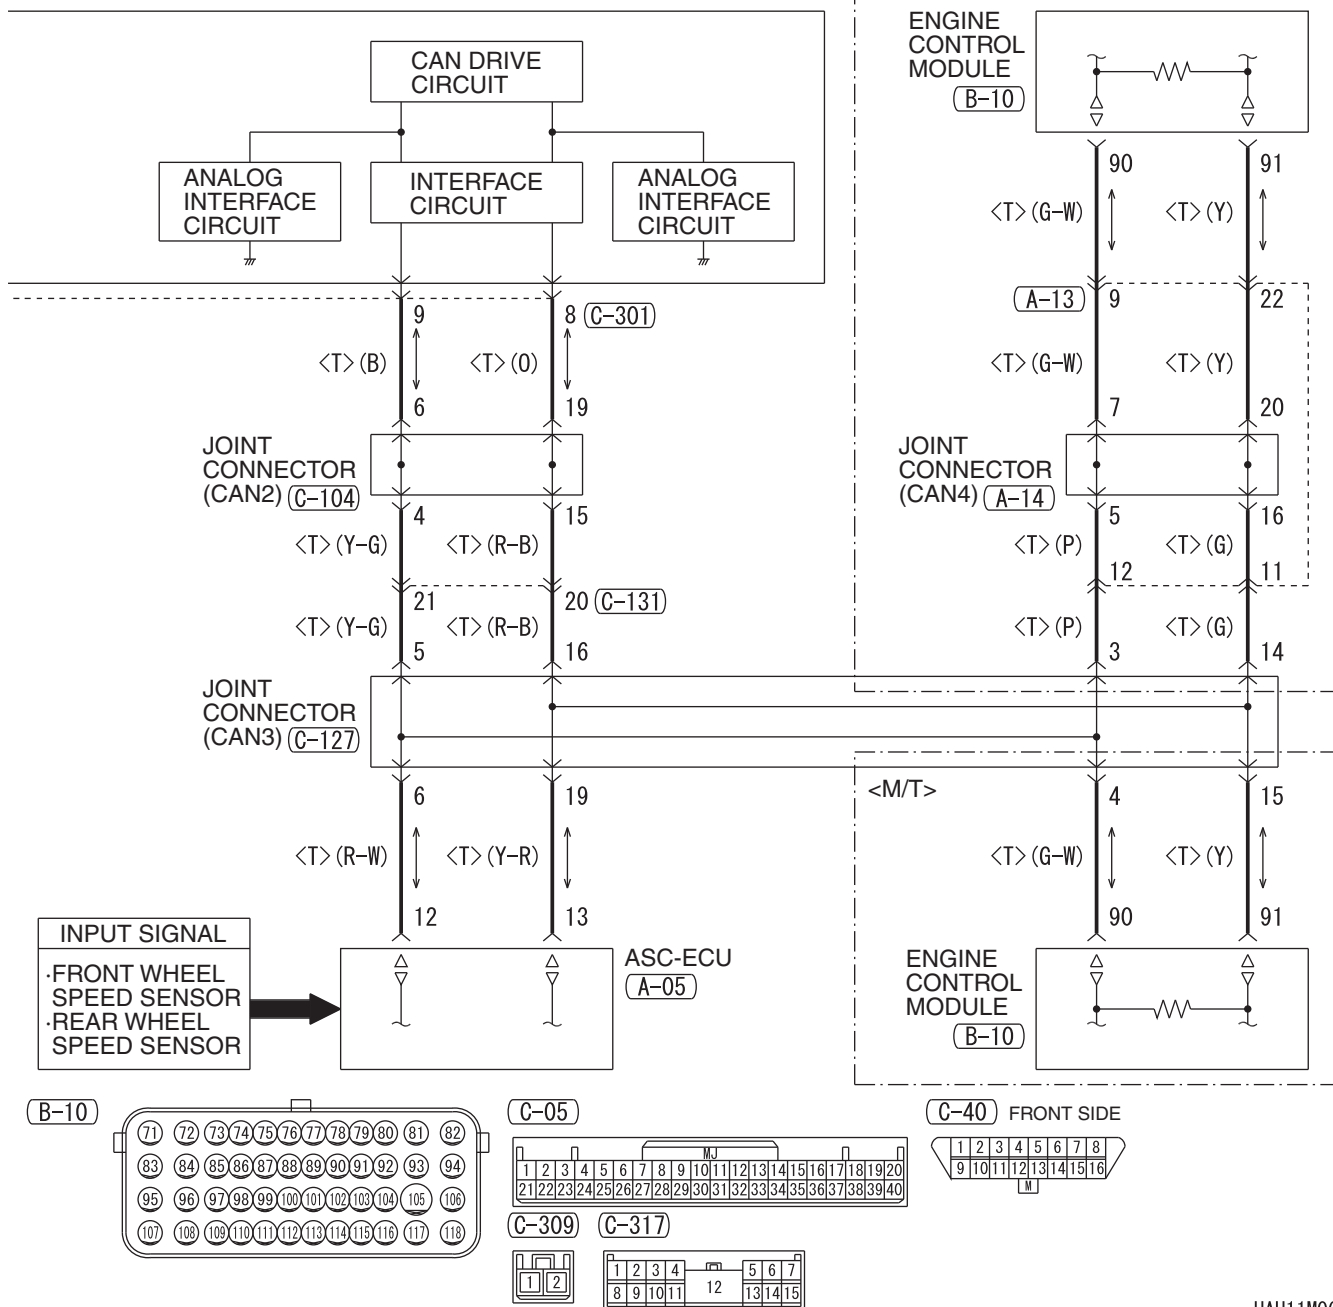 CAN DRIVE
CIRCUIT
ANALOG
INTERFACE
CIRCUIT
INTERFACE
CIRCUIT
ANALOG
INTERFACE
CIRCUIT
ENGINE
CONTROL
MODULE
B-10
90
91
<T>(G-W)
<T>(Y)
A-13
9
22
9
8
C-301
<T>(B)
<T>(O)
<T>(G-W)
<T>(Y)
6
19
7
20
JOINT
CONNECTOR
(CAN2) C-104
JOINT
CONNECTOR
(CAN4) A-14
4
15
5
16
<T>(Y-G)
<T>(R-B)
<T>(P)
<T>(G)
12
11
21
20
C-131
<T>(Y-G)
<T>(R-B)
<T>(P)
<T>(G)
5
16
3
14
JOINT
CONNECTOR
(CAN3) C-127
6
19
<M/T>
4
15
<T>(R-W)
<T>(Y-R)
<T>(G-W)
<T>(Y)
12
13
90
91
INPUT SIGNAL
·FRONT WHEEL
SPEED SENSOR
·REAR WHEEL
SPEED SENSOR
ASC-ECU
A-05
ENGINE
CONTROL
MODULE
B-10
B-10
71 72 73 74 75 76 77 78 79 80 81 82
83 84 85 86 87 88 89 90 91 92 93 94
95 96 97 98 99 100 101 102 103 104 105 106
107 108 109 110 111 112 113 114 115 116 117 118
C-05
MJ
1 2 3 4 5 6 7 8 9 10 11 12 13 14 15 16 17 18 19 20
21 22 23 24 25 26 27 28 29 30 31 32 33 34 35 36 37 38 39 40
C-40 FRONT SIDE
1 2 3 4 5 6 7 8
9 10 11 12 13 14 15 16
M
C-309
1 2
C-317
1 2 3 4 5 6 7
8 9 10 11 12 13 14 15